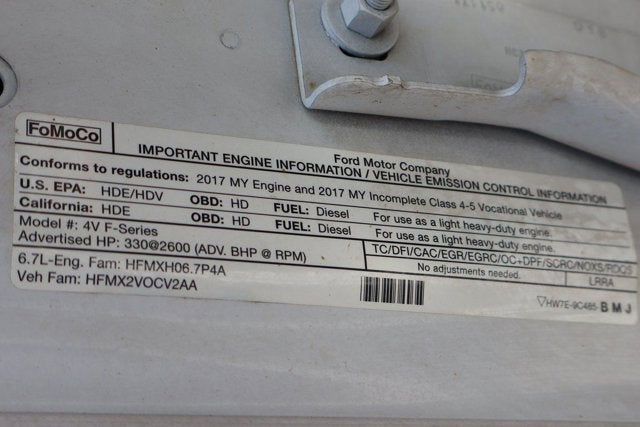 FoMoCo
Ford Motor Company
IMPORTANT ENGINE INFORMATION / VEHICLE EMISSION CONTROL INFORMATION
Conforms to regulations: 2017 MY Engine and 2017 MY Incomplete Class 4-5 Vocational Vehicle
U.S. EPA: HDE/HDV OBD: HD FUEL: Diesel For use as a light heavy-duty engine.
California: HDE OBD: HD FUEL: Diesel For use as a light heavy-duty engine.
Model #: 4V F-Series
Advertised HP: 330@2600 (ADV. BHP @ RPM)
TC/DFI/CAC/EGR/EGRC/OC+DPF/SCRC/NOXS/RDQS
6.7L-Eng. Fam: HFMXH06.7P4A
No adjustments needed. LRRA
Veh Fam: HFMX2VOCV2AA
HW7E-9C485- B M J